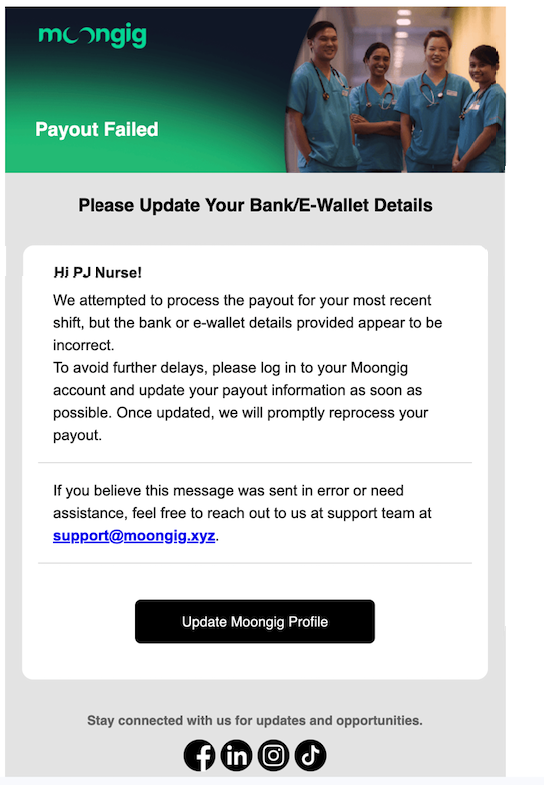 moongig
Payout Failed
Please Update Your Bank/E-Wallet Details
Hi PJ Nurse!
We attempted to process the payout for your most recent
shift, but the bank or e-wallet details provided appear to be
incorrect.
To avoid further delays, please log in to your Moongig
account and update your payout information as soon as
possible. Once updated, we will promptly reprocess your
payout.
If you believe this message was sent in error or need
assistance, feel free to reach out to us at support team at
support@moongig.xyz.
Update Moongig Profile
Stay connected with us for updates and opportunities.